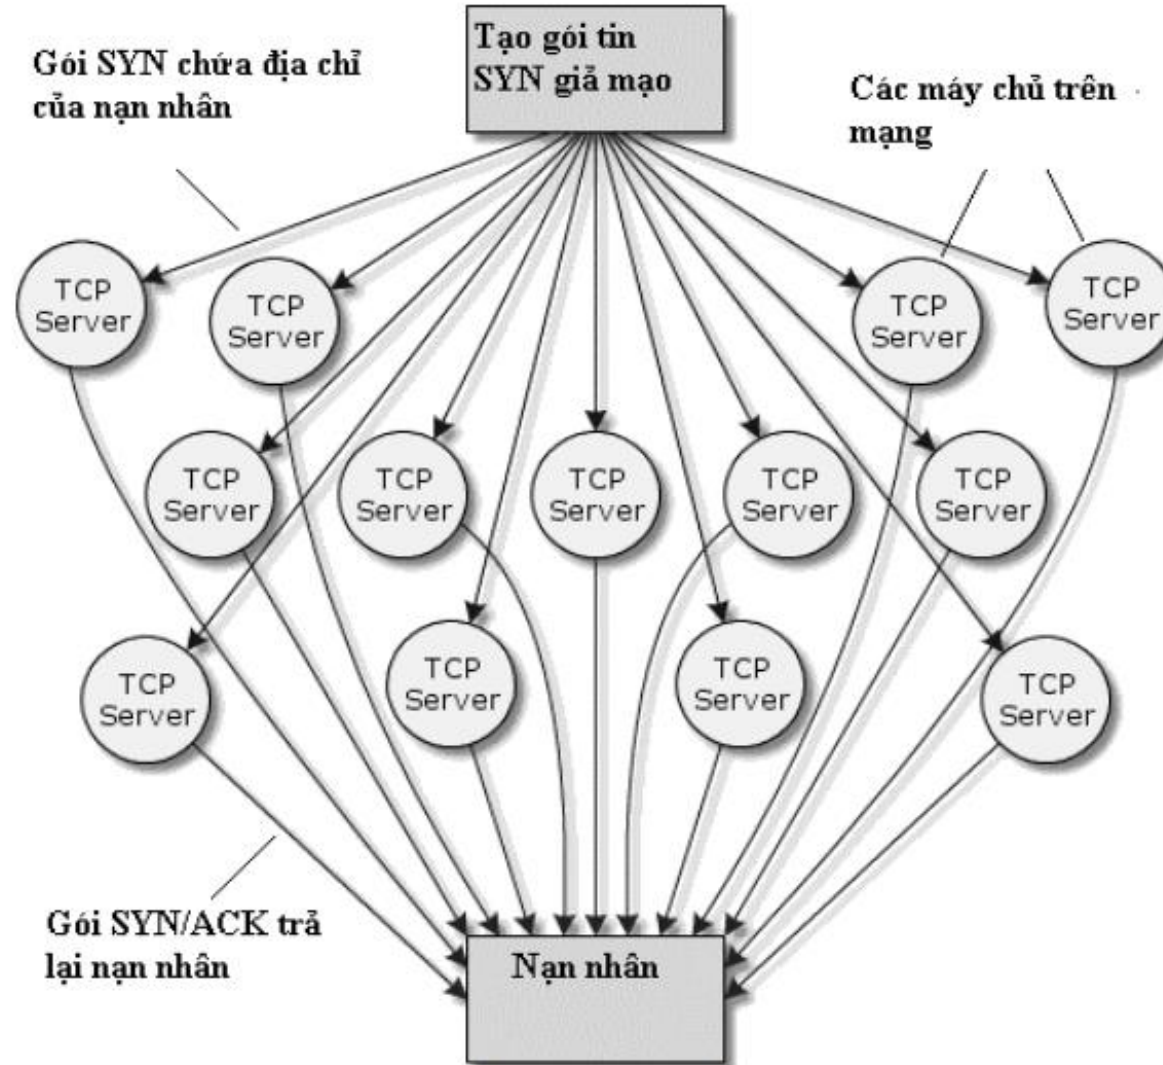 Tạo gói tin
SYN giả mạo
Gói SYN chứa địa chỉ
của nạn nhân
Các máy chủ trên
mạng
TCP
Server
TCP
Server
TCP
Server
TCP
Server
TCP
Server
TCP
Server
TCP
Server
TCP
Server
TCP
Server
TCP
Server
TCP
Server
TCP
Server
TCP
Server
Gói SYN/ACK trả
lại nạn nhân
Nạn nhân